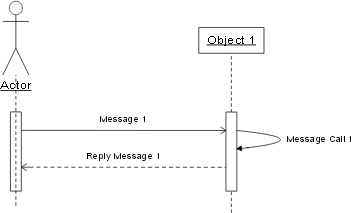 Object 1
Actor
Message 1
Message Call 1
Reply Message 1